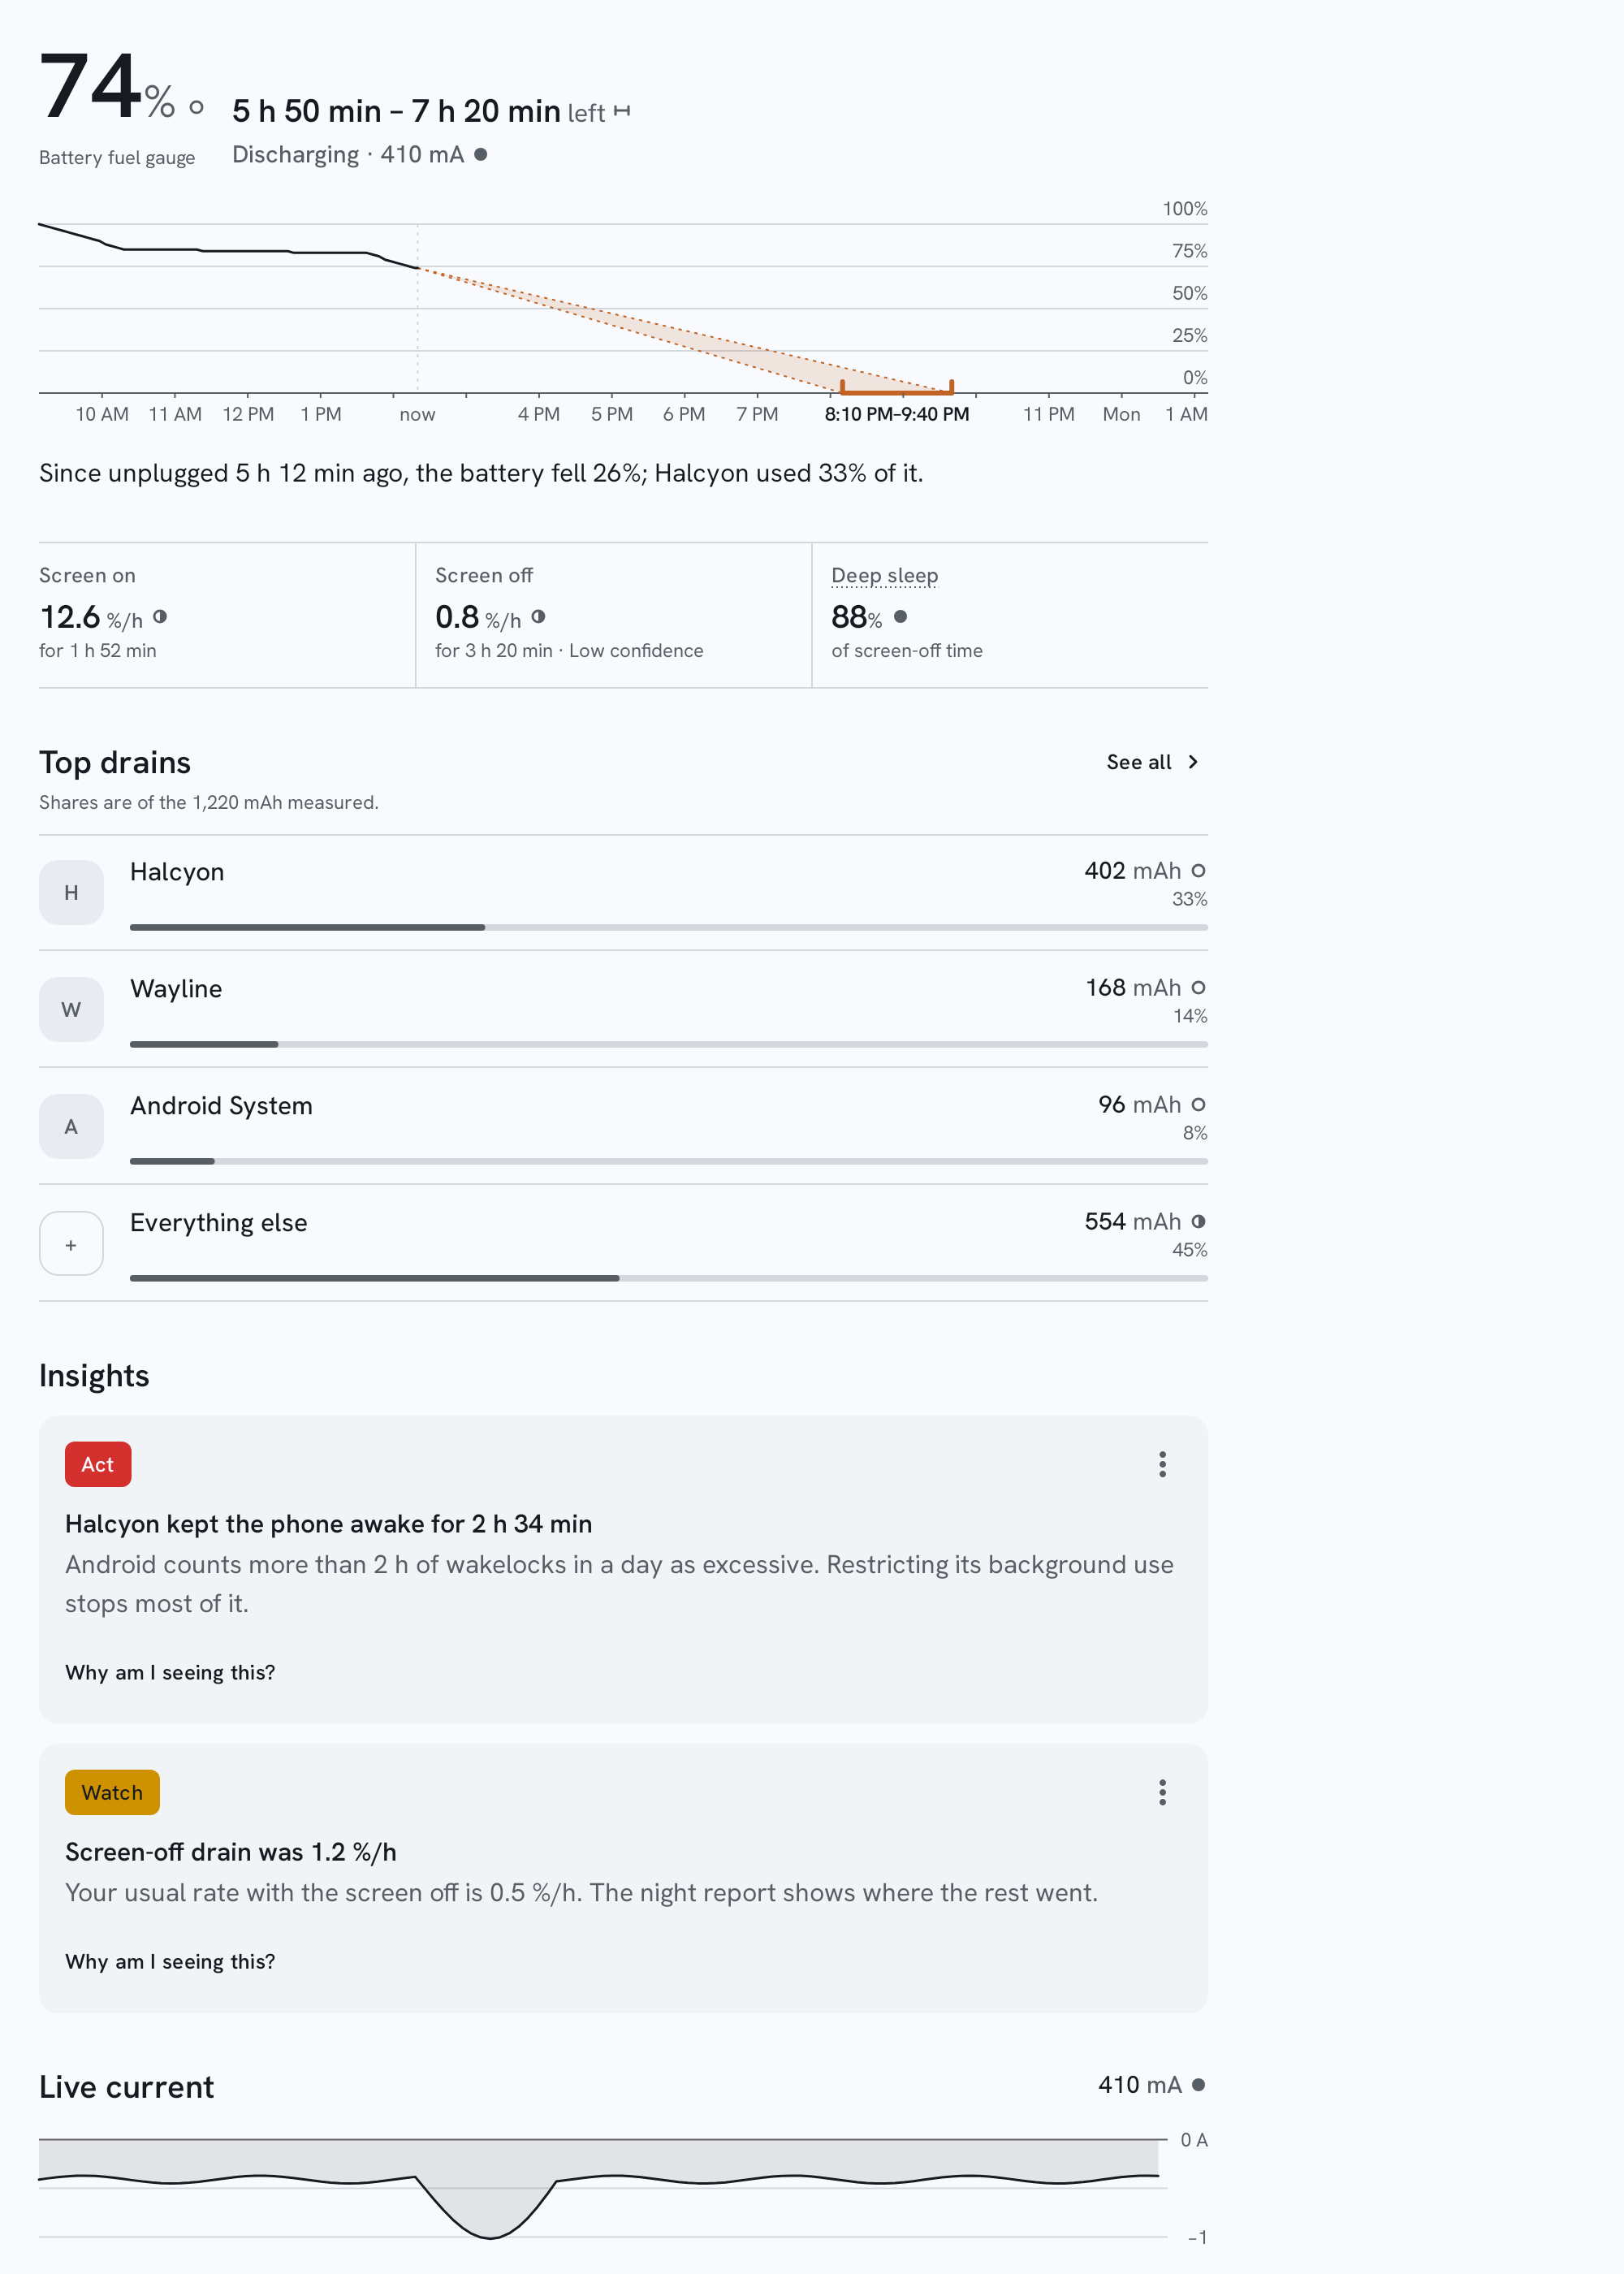 74%
5 h 50 min – 7 h 20 min left
Battery fuel gauge
Discharging · 410 mA
100%
75%
50%
25%
0%
10 AM 11 AM 12 PM 1 PM now 4 PM 5 PM 6 PM 7 PM 8:10 PM–9:40 PM 11 PM Mon 1 AM
Since unplugged 5 h 12 min ago, the battery fell 26%; Halcyon used 33% of it.
Screen on
12.6 %/h
for 1 h 52 min
Screen off
0.8 %/h
for 3 h 20 min · Low confidence
Deep sleep
88%
of screen-off time
Top drains
See all
Shares are of the 1,220 mAh measured.
H
Halcyon
402 mAh
33%
W
Wayline
168 mAh
14%
A
Android System
96 mAh
8%
+
Everything else
554 mAh
45%
Insights
Act
Halcyon kept the phone awake for 2 h 34 min
Android counts more than 2 h of wakelocks in a day as excessive. Restricting its background use
stops most of it.
Why am I seeing this?
Watch
Screen-off drain was 1.2 %/h
Your usual rate with the screen off is 0.5 %/h. The night report shows where the rest went.
Why am I seeing this?
Live current
410 mA
0 A
−1